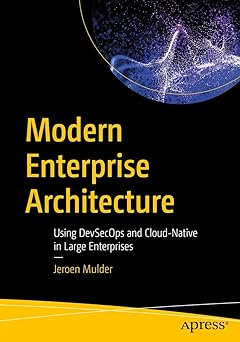 Modern
Enterprise
Architecture
Using DevSecOps and Cloud-Native
in Large Enterprises
Jeroen Mulder
Apress®